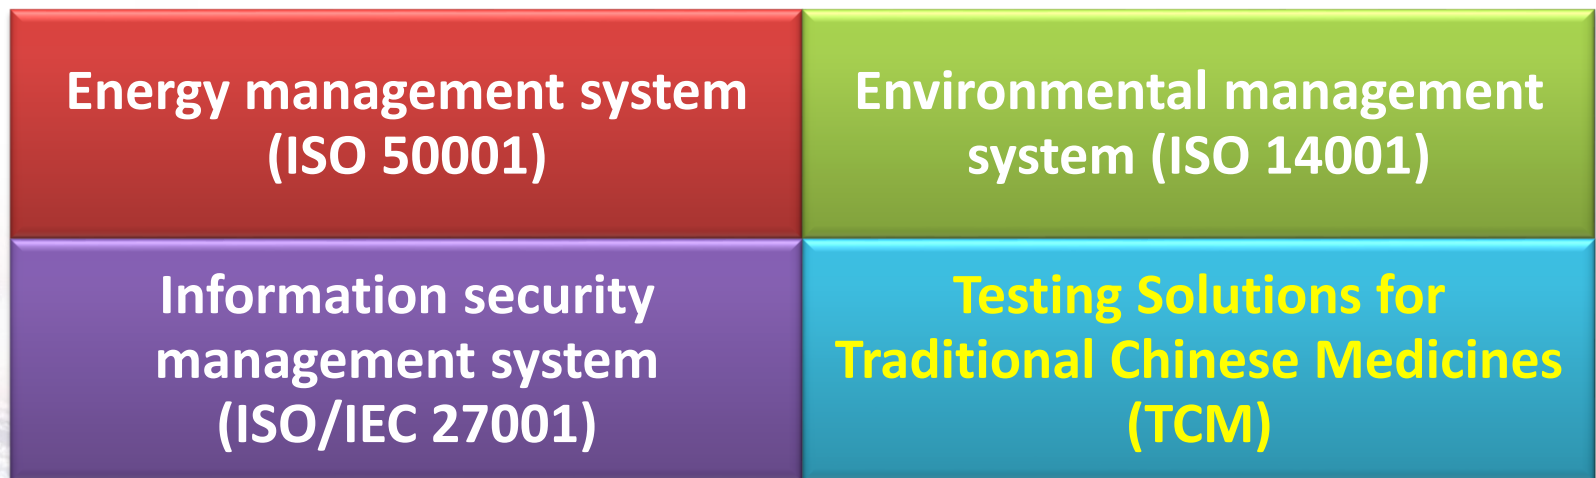 Energy management system
(ISO 50001)
Environmental management
system (ISO 14001)
Information security
management system
(ISO/IEC 27001)
Testing Solutions for
Traditional Chinese Medicines
(TCM)